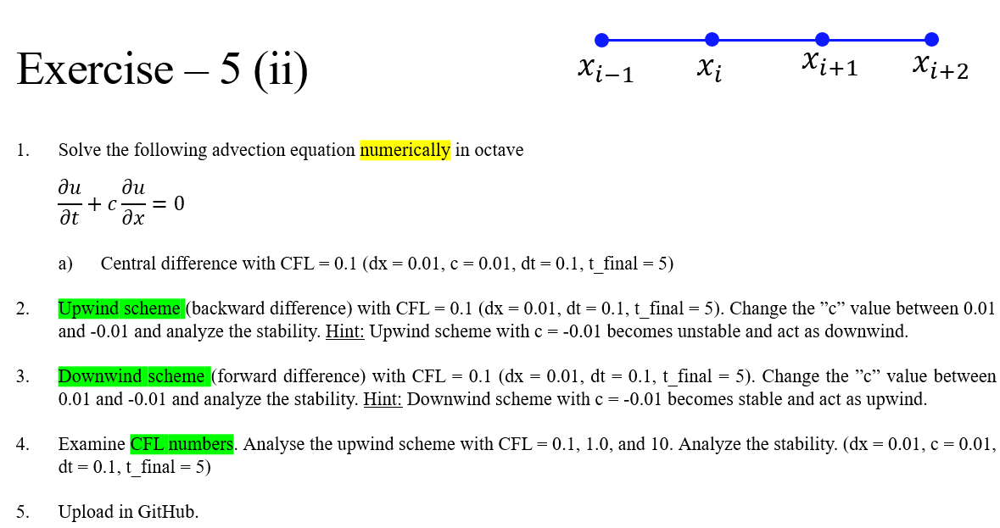 x_{i−1} x_i x_{i+1} x_{i+2}
Exercise – 5 (ii)
1. Solve the following advection equation numerically in octave
∂u/∂t + c ∂u/∂x = 0
a) Central difference with CFL = 0.1 (dx = 0.01, c = 0.01, dt = 0.1, t_final = 5)
2. Upwind scheme (backward difference) with CFL = 0.1 (dx = 0.01, dt = 0.1, t_final = 5). Change the ”c” value between 0.01
and -0.01 and analyze the stability. Hint: Upwind scheme with c = -0.01 becomes unstable and act as downwind.
3. Downwind scheme (forward difference) with CFL = 0.1 (dx = 0.01, dt = 0.1, t_final = 5). Change the ”c” value between
0.01 and -0.01 and analyze the stability. Hint: Downwind scheme with c = -0.01 becomes stable and act as upwind.
4. Examine CFL numbers. Analyse the upwind scheme with CFL = 0.1, 1.0, and 10. Analyze the stability. (dx = 0.01, c = 0.01,
dt = 0.1, t_final = 5)
5. Upload in GitHub.